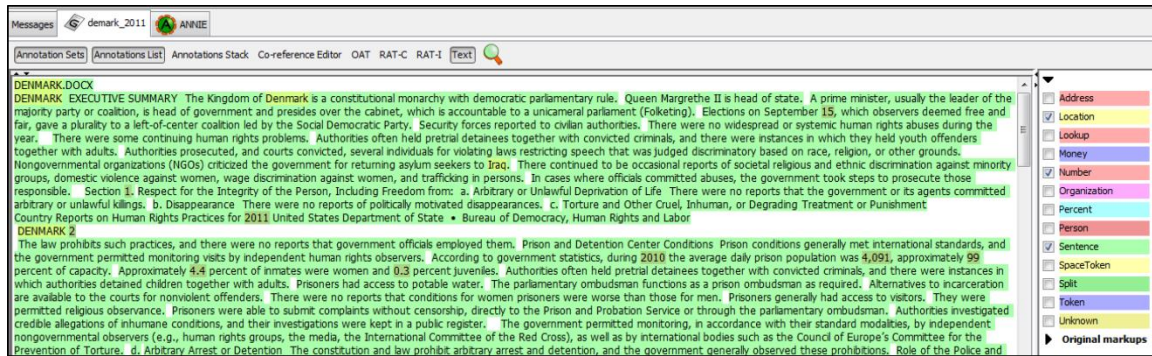 Messages demark_2011 ANNIE
Annotation Sets Annotations List Annotations Stack Co-reference Editor OAT RAT-C RAT-I Text
DENMARK.DOCX
DENMARK EXECUTIVE SUMMARY The Kingdom of Denmark is a constitutional monarchy with democratic parliamentary rule. Queen Margrethe II is head of state. A prime minister, usually the leader of the
majority party or coalition, is head of government and presides over the cabinet, which is accountable to a unicameral parliament (Folketing). Elections on September 15, which observers deemed free and
fair, gave a plurality to a left-of-center coalition led by the Social Democratic Party. Security forces reported to civilian authorities. There were no widespread or systemic human rights abuses during the
year. There were some continuing human rights problems. Authorities often held pretrial detainees together with convicted criminals, and there were instances in which they held youth offenders
together with adults. Authorities prosecuted, and courts convicted, several individuals for violating laws restricting speech that was judged discriminatory based on race, religion, or other grounds.
Nongovernmental organizations (NGOs) criticized the government for returning asylum seekers to Iraq. There continued to be occasional reports of societal religious and ethnic discrimination against minority
groups, domestic violence against women, wage discrimination against women, and trafficking in persons. In cases where officials committed abuses, the government took steps to prosecute those
responsible. Section 1. Respect for the Integrity of the Person, Including Freedom from: a. Arbitrary or Unlawful Deprivation of Life There were no reports that the government or its agents committed
arbitrary or unlawful killings. b. Disappearance There were no reports of politically motivated disappearances. c. Torture and Other Cruel, Inhuman, or Degrading Treatment or Punishment
Country Reports on Human Rights Practices for 2011 United States Department of State • Bureau of Democracy, Human Rights and Labor
DENMARK 2
The law prohibits such practices, and there were no reports that government officials employed them. Prison and Detention Center Conditions Prison conditions generally met international standards, and
the government permitted monitoring visits by independent human rights observers. According to government statistics, during 2010 the average daily prison population was 4,091, approximately 99
percent of capacity. Approximately 4.4 percent of inmates were women and 0.3 percent juveniles. Authorities often held pretrial detainees together with convicted criminals, and there were instances in
which authorities detained children together with adults. Prisoners had access to potable water. The parliamentary ombudsman functions as a prison ombudsman as required. Alternatives to incarceration
are available to the courts for nonviolent offenders. There were no reports that conditions for women prisoners were worse than those for men. Prisoners generally had access to visitors. They were
permitted religious observance. Prisoners were able to submit complaints without censorship, directly to the Prison and Probation Service or through the parliamentary ombudsman. Authorities investigated
credible allegations of inhumane conditions, and their investigations were kept in a public register. The government permitted monitoring, in accordance with their standard modalities, by independent
nongovernmental observers (e.g., human rights groups, the media, the International Committee of the Red Cross), as well as by international bodies such as the Council of Europe's Committee for the
Prevention of Torture. d. Arbitrary Arrest or Detention The constitution and law prohibit arbitrary arrest and detention, and the government generally observed these prohibitions. Role of the Police and
Address
Location
Lookup
Money
Number
Organization
Percent
Person
Sentence
SpaceToken
Split
Token
Unknown
Original markups